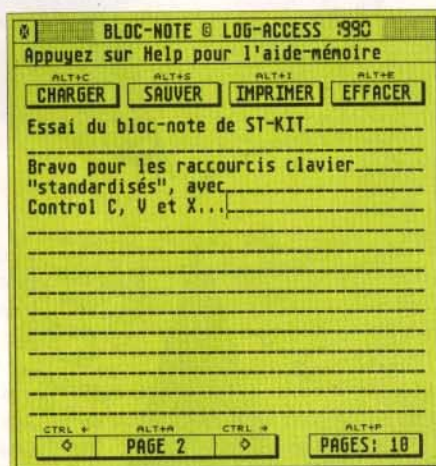 BLOC-NOTE © LOG-ACCESS 1990
Appuyez sur Help pour l'aide-mémoire
ALT+C ALT+S ALT+I ALT+E
CHARGER SAUVER IMPRIMER EFFACER
Essai du bloc-note de ST-KIT
Bravo pour les raccourcis clavier
"standardisés", avec
Control C, V et X...
CTRL ← ALT+A CTRL → ALT+P
PAGE 2 PAGES: 10